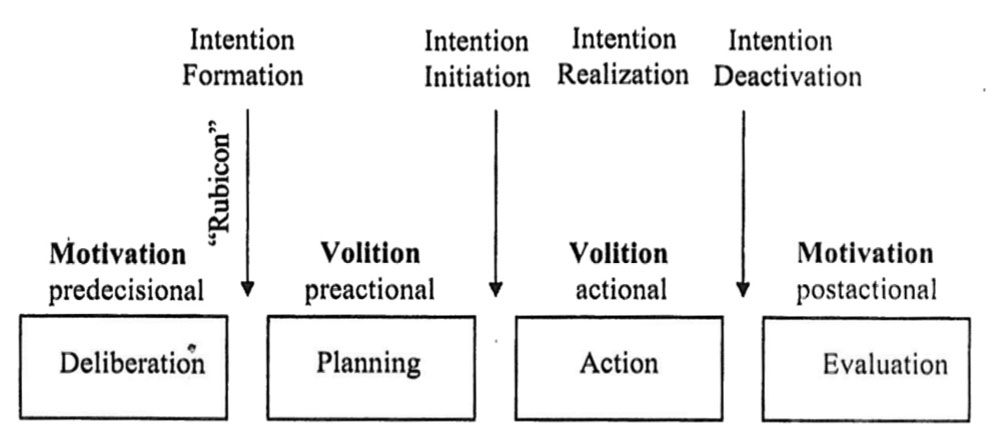 Intention Formation
Intention Initiation
Intention Realization
Intention Deactivation
"Rubicon"
Motivation predecisional
Volition preactional
Volition actional
Motivation postactional
Deliberation
Planning
Action
Evaluation